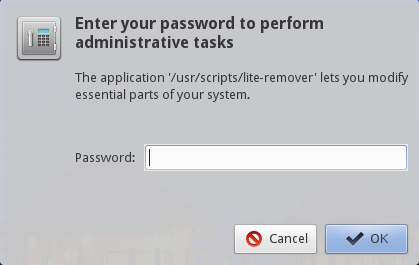 Enter your password to perform
administrative tasks
The application '/usr/scripts/lite-remover' lets you modify
essential parts of your system.
Password:
Cancel
OK